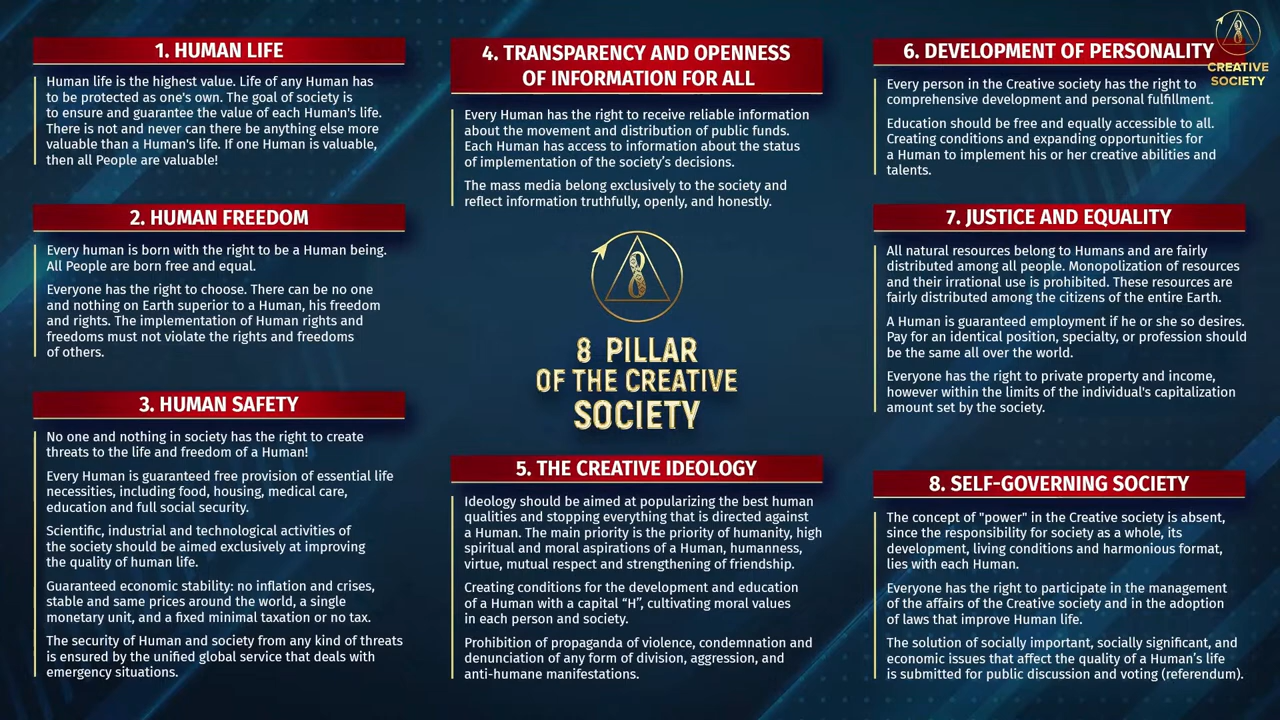 1. HUMAN LIFE
Human life is the highest value. Life of any Human has
to be protected as one's own. The goal of society is
to ensure and guarantee the value of each Human's life.
There is not and never can there be anything else more
valuable than a Human's life. If one Human is valuable,
then all People are valuable!
2. HUMAN FREEDOM
Every human is born with the right to be a Human being.
All People are born free and equal.
Everyone has the right to choose. There can be no one
and nothing on Earth superior to a Human, his freedom
and rights. The implementation of Human rights and
freedoms must not violate the rights and freedoms
of others.
3. HUMAN SAFETY
No one and nothing in society has the right to create
threats to the life and freedom of a Human!
Every Human is guaranteed free provision of essential life
necessities, including food, housing, medical care,
education and full social security.
Scientific, industrial and technological activities of
the society should be aimed exclusively at improving
the quality of human life.
Guaranteed economic stability: no inflation and crises,
stable and same prices around the world, a single
monetary unit, and a fixed minimal taxation or no tax.
The security of Human and society from any kind of threats
is ensured by the unified global service that deals with
emergency situations.
4. TRANSPARENCY AND OPENNESS
OF INFORMATION FOR ALL
Every Human has the right to receive reliable information
about the movement and distribution of public funds.
Each Human has access to information about the status
of implementation of the society's decisions.
The mass media belong exclusively to the society and
reflect information truthfully, openly, and honestly.
8 PILLAR
OF THE CREATIVE
SOCIETY
5. THE CREATIVE IDEOLOGY
Ideology should be aimed at popularizing the best human
qualities and stopping everything that is directed against
a Human. The main priority is the priority of humanity, high
spiritual and moral aspirations of a Human, humanness,
virtue, mutual respect and strengthening of friendship.
Creating conditions for the development and education
of a Human with a capital “H”, cultivating moral values
in each person and society.
Prohibition of propaganda of violence, condemnation and
denunciation of any form of division, aggression, and
anti-humane manifestations.
6. DEVELOPMENT OF PERSONALITY
CREATIVE
SOCIETY
Every person in the Creative society has the right to
comprehensive development and personal fulfillment.
Education should be free and equally accessible to all.
Creating conditions and expanding opportunities for
a Human to implement his or her creative abilities and
talents.
7. JUSTICE AND EQUALITY
All natural resources belong to Humans and are fairly
distributed among all people. Monopolization of resources
and their irrational use is prohibited. These resources are
fairly distributed among the citizens of the entire Earth.
A Human is guaranteed employment if he or she so desires.
Pay for an identical position, specialty, or profession should
be the same all over the world.
Everyone has the right to private property and income,
however within the limits of the individual's capitalization
amount set by the society.
8. SELF-GOVERNING SOCIETY
The concept of "power" in the Creative society is absent,
since the responsibility for society as a whole, its
development, living conditions and harmonious format,
lies with each Human.
Everyone has the right to participate in the management
of the affairs of the Creative society and in the adoption
of laws that improve Human life.
The solution of socially important, socially significant, and
economic issues that affect the quality of a Human’s life
is submitted for public discussion and voting (referendum).